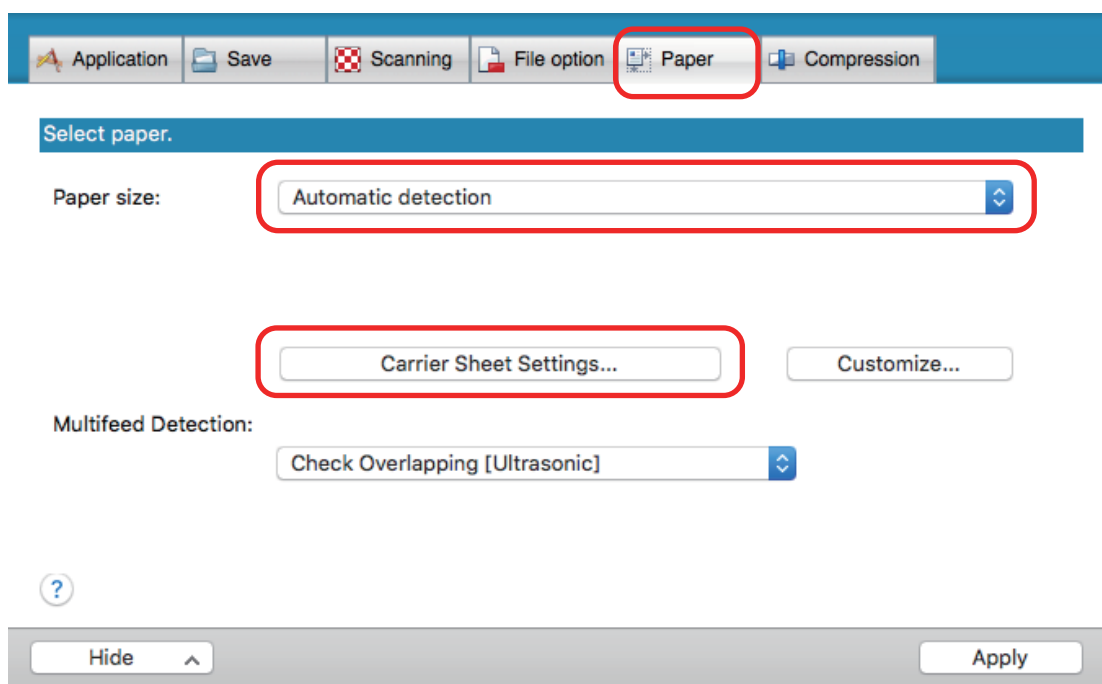 Application Save Scanning File option Paper Compression
Select paper.
Paper size: Automatic detection
Carrier Sheet Settings... Customize...
Multifeed Detection:
Check Overlapping [Ultrasonic]
?
Hide Apply